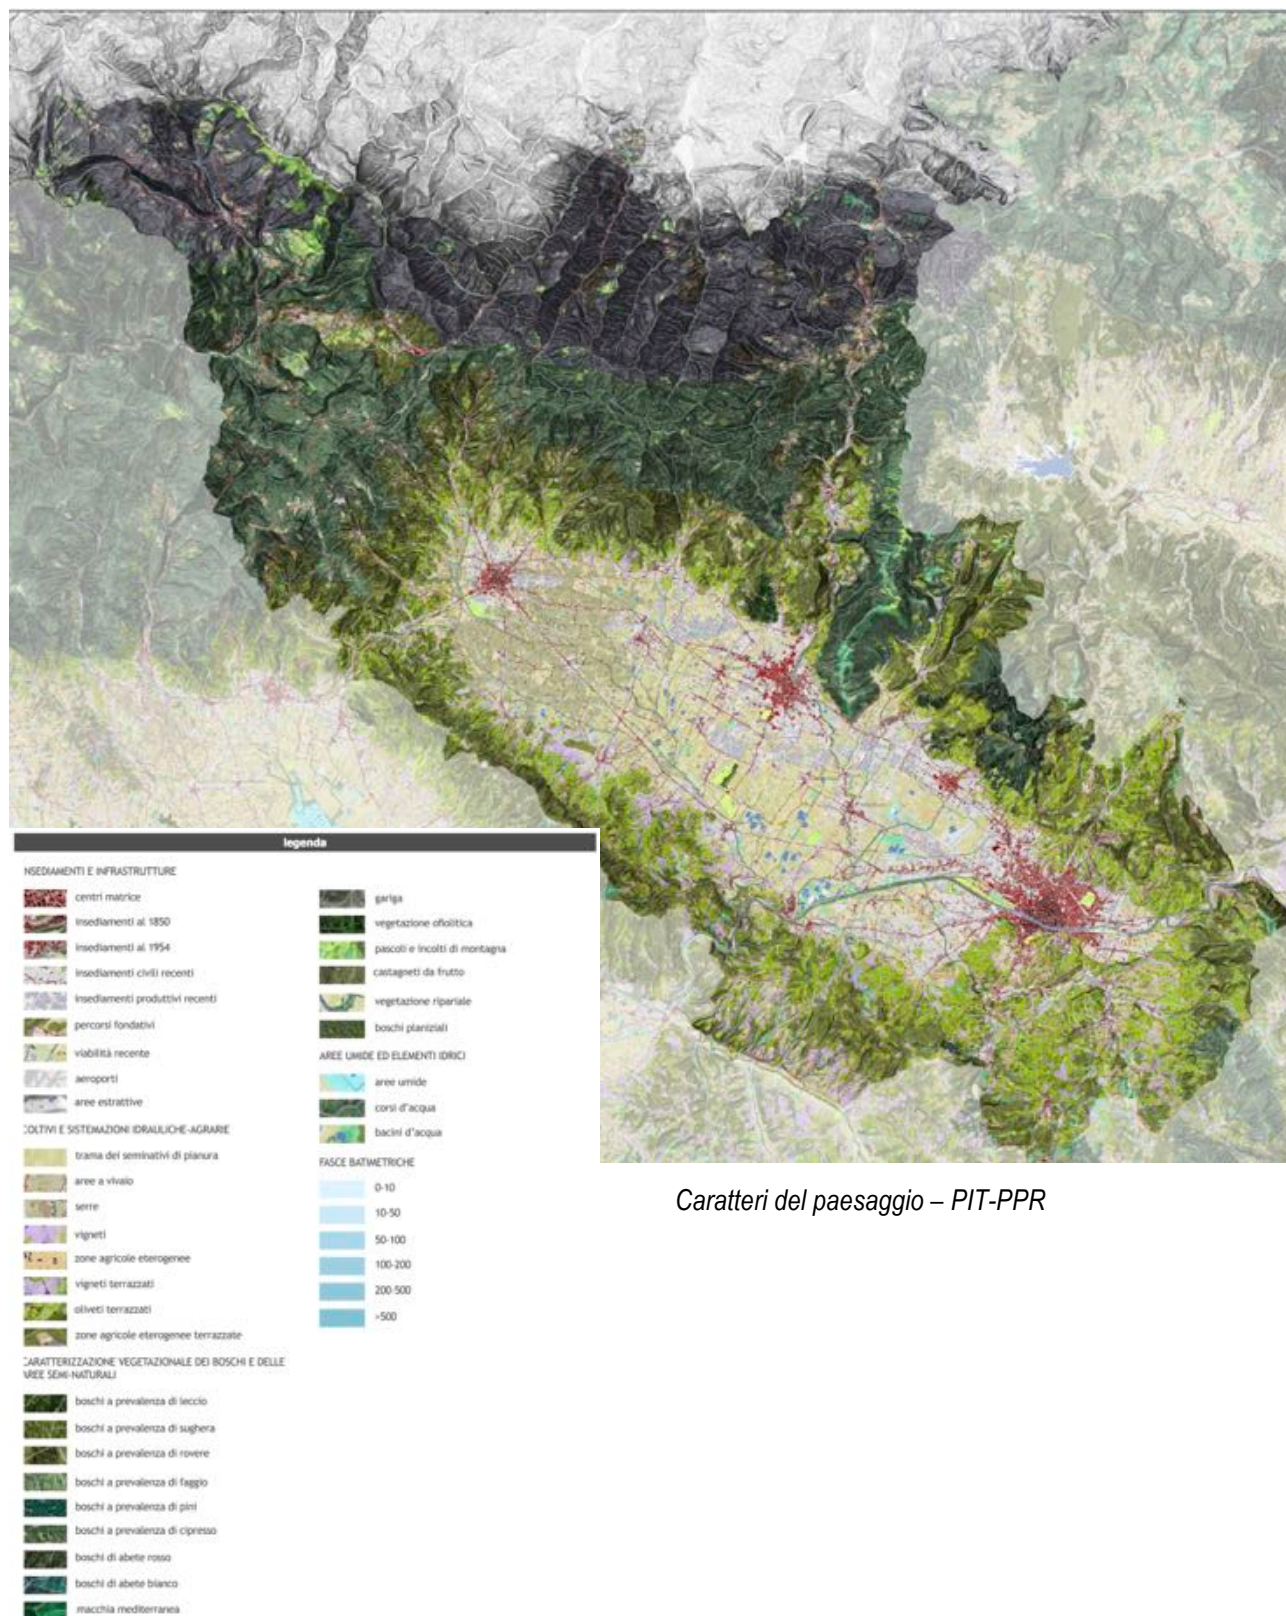 legenda
NSEDIAMENTI E INFRASTRUTTURE
centri matrice
insediamenti al 1850
insediamenti al 1954
insediamenti civili recenti
insediamenti produttivi recenti
percorsi fondativi
viabilità recente
aeroporti
aree estrattive
COLTIVI E SISTEMAZIONI IDRAULICHE-AGRARIE
trama dei seminativi di pianura
aree a vivaio
serre
vigneti
zone agricole eterogenee
vigneti terrazzati
oliveti terrazzati
zone agricole eterogenee terrazzate
CARATTERIZZAZIONE VEGETAZIONALE DEI BOSCHI E DELLE
AREE SEMI-NATURALI
boschi a prevalenza di leccio
boschi a prevalenza di sughera
boschi a prevalenza di rovere
boschi a prevalenza di faggio
boschi a prevalenza di pini
boschi a prevalenza di cipresso
boschi di abete rosso
boschi di abete bianco
macchia mediterranea
gariga
vegetazione ofiolitica
pascoli e incolti di montagna
castagneti da frutto
vegetazione ripariale
boschi planiziali
AREE UMIDE ED ELEMENTI IDRICI
aree umide
corsi d'acqua
bacini d'acqua
FASCE BATIMETRICHE
0-10
10-50
50-100
100-200
200-500
>500
Caratteri del paesaggio – PIT-PPR